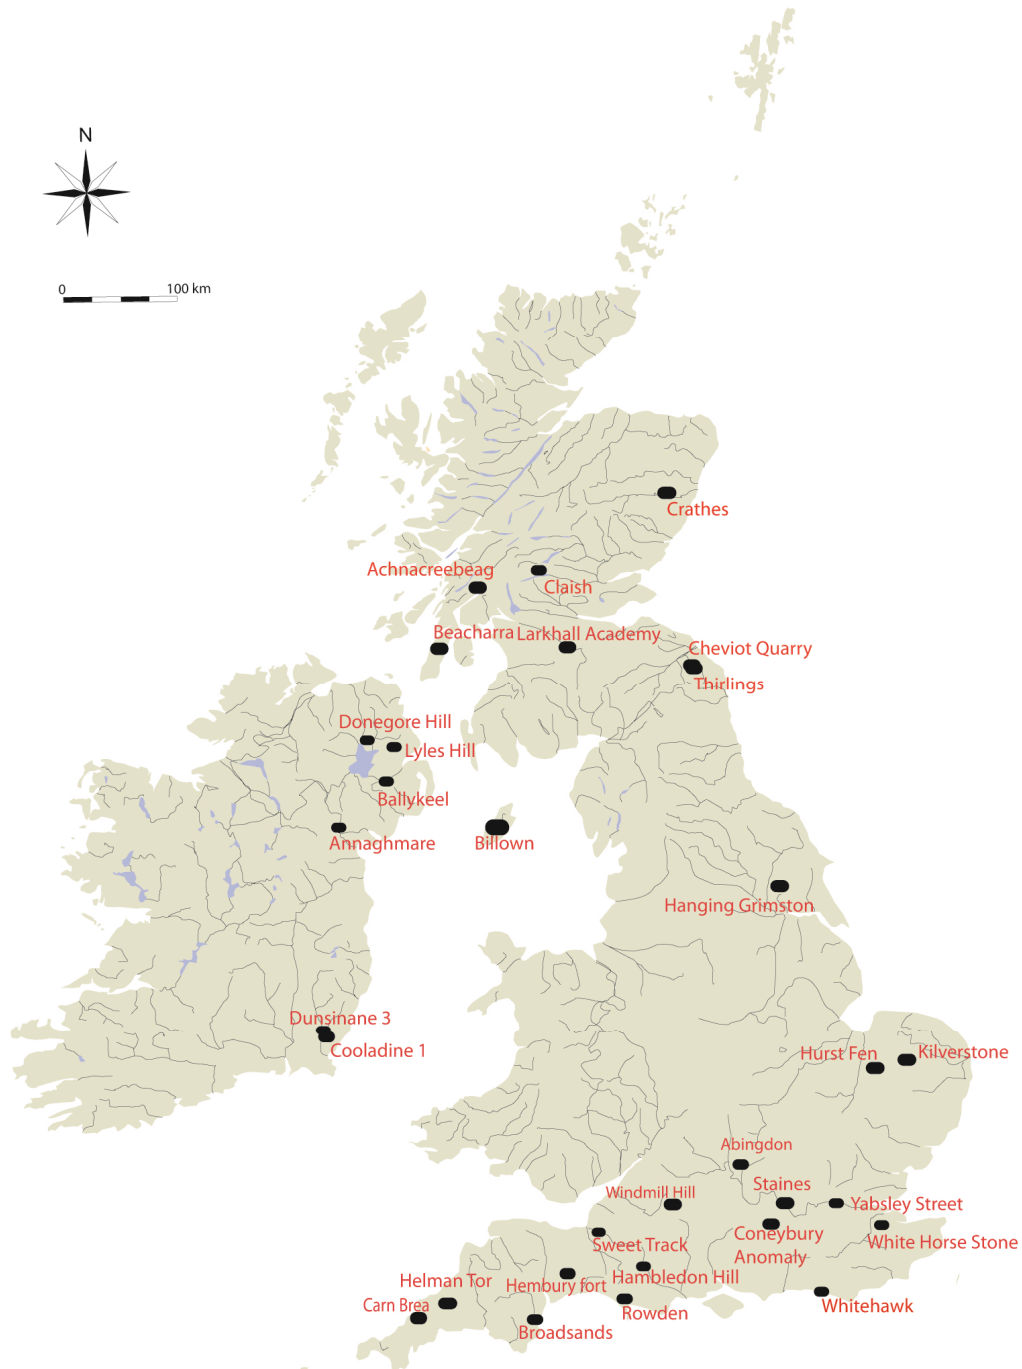 N
0 100 km
Crathes
Achnacreebeag
Claish
Beacharra
Larkhall Academy
Cheviot Quarry
Thirlings
Donegore Hill
Lyles Hill
Ballykeel
Annaghmare
Billown
Hanging Grimston
Dunsinane 3
Cooladine 1
Hurst Fen
Kilverstone
Abingdon
Staines
Windmill Hill
Yabsley Street
Coneybury
Anomaly
White Horse Stone
Sweet Track
Hambledon Hill
Hembury fort
Helman Tor
Carn Brea
Rowden
Whitehawk
Broadsands